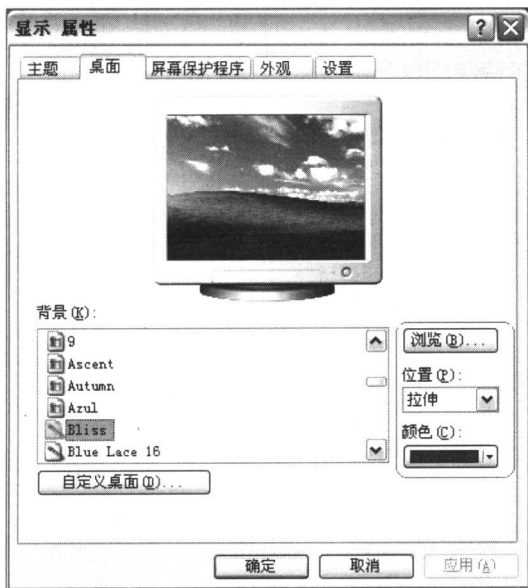 显示 属性
主题 桌面 屏幕保护程序 外观 设置
背景(K):
9
Ascent
Autumn
Azul
Bliss
Blue Lace 16
浏览(B)...
位置(P):
拉伸
颜色(C):
自定义桌面(D)...
确定 取消 应用(A)